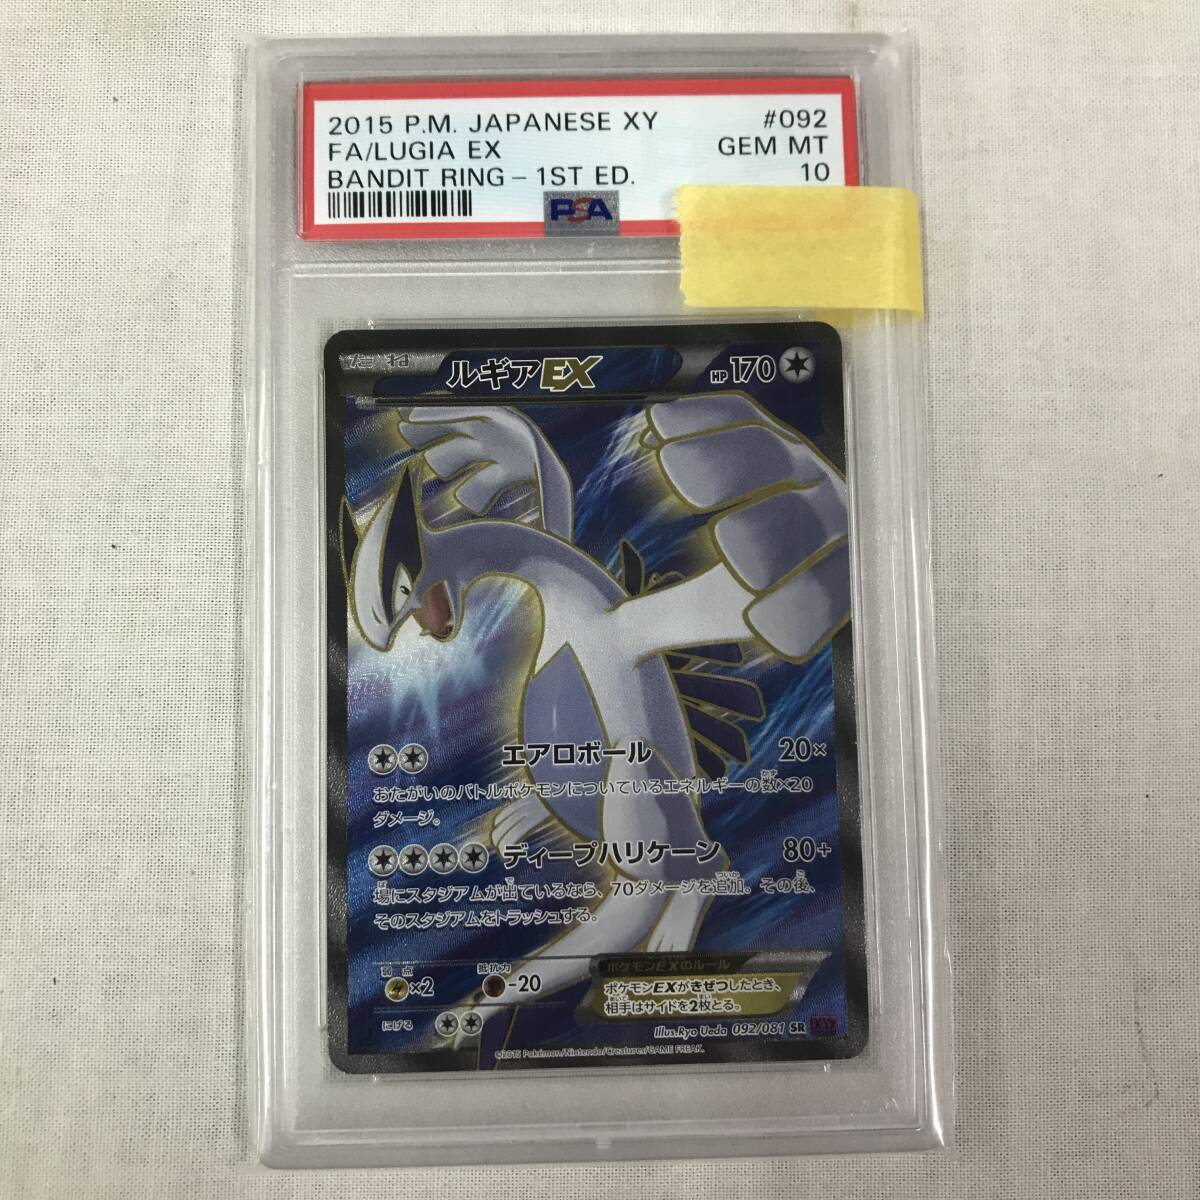 2015 P.M. JAPANESE XY #092
FA/LUGIA EX GEM MT
BANDIT RING - 1ST ED. 10
PSA
たね ルギアEX HP170
エアロボール 20×
おたがいのバトルポケモンについているエネルギーの数×20
ダメージ。
ディープハリケーン 80+
場にスタジアムが出ているなら、70ダメージを追加。その後、
そのスタジアムをトラッシュする。
弱点 ×2 抵抗力 -20
にげる
ポケモンEXのルール
ポケモンEXがきぜつしたとき、
相手はサイドを2枚とる。
Illus.Ryo Ueda 092/081 SR XY
©2015 Pokémon/Nintendo/Creatures/GAME FREAK.